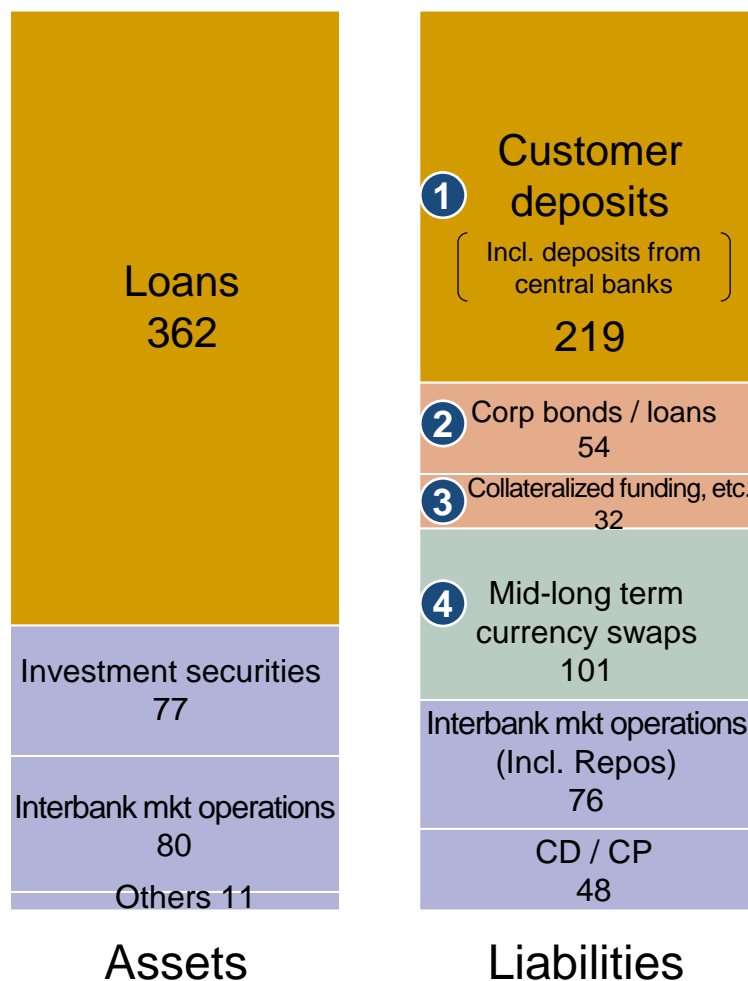 Loans
362
Investment securities
77
Interbank mkt operations
80
Others 11
Assets
1
Customer
deposits
Incl. deposits from
central banks
219
2
Corp bonds / loans
54
3
Collateralized funding, etc.
32
4
Mid-long term
currency swaps
101
Interbank mkt operations
(Incl. Repos)
76
CD / CP
48
Liabilities